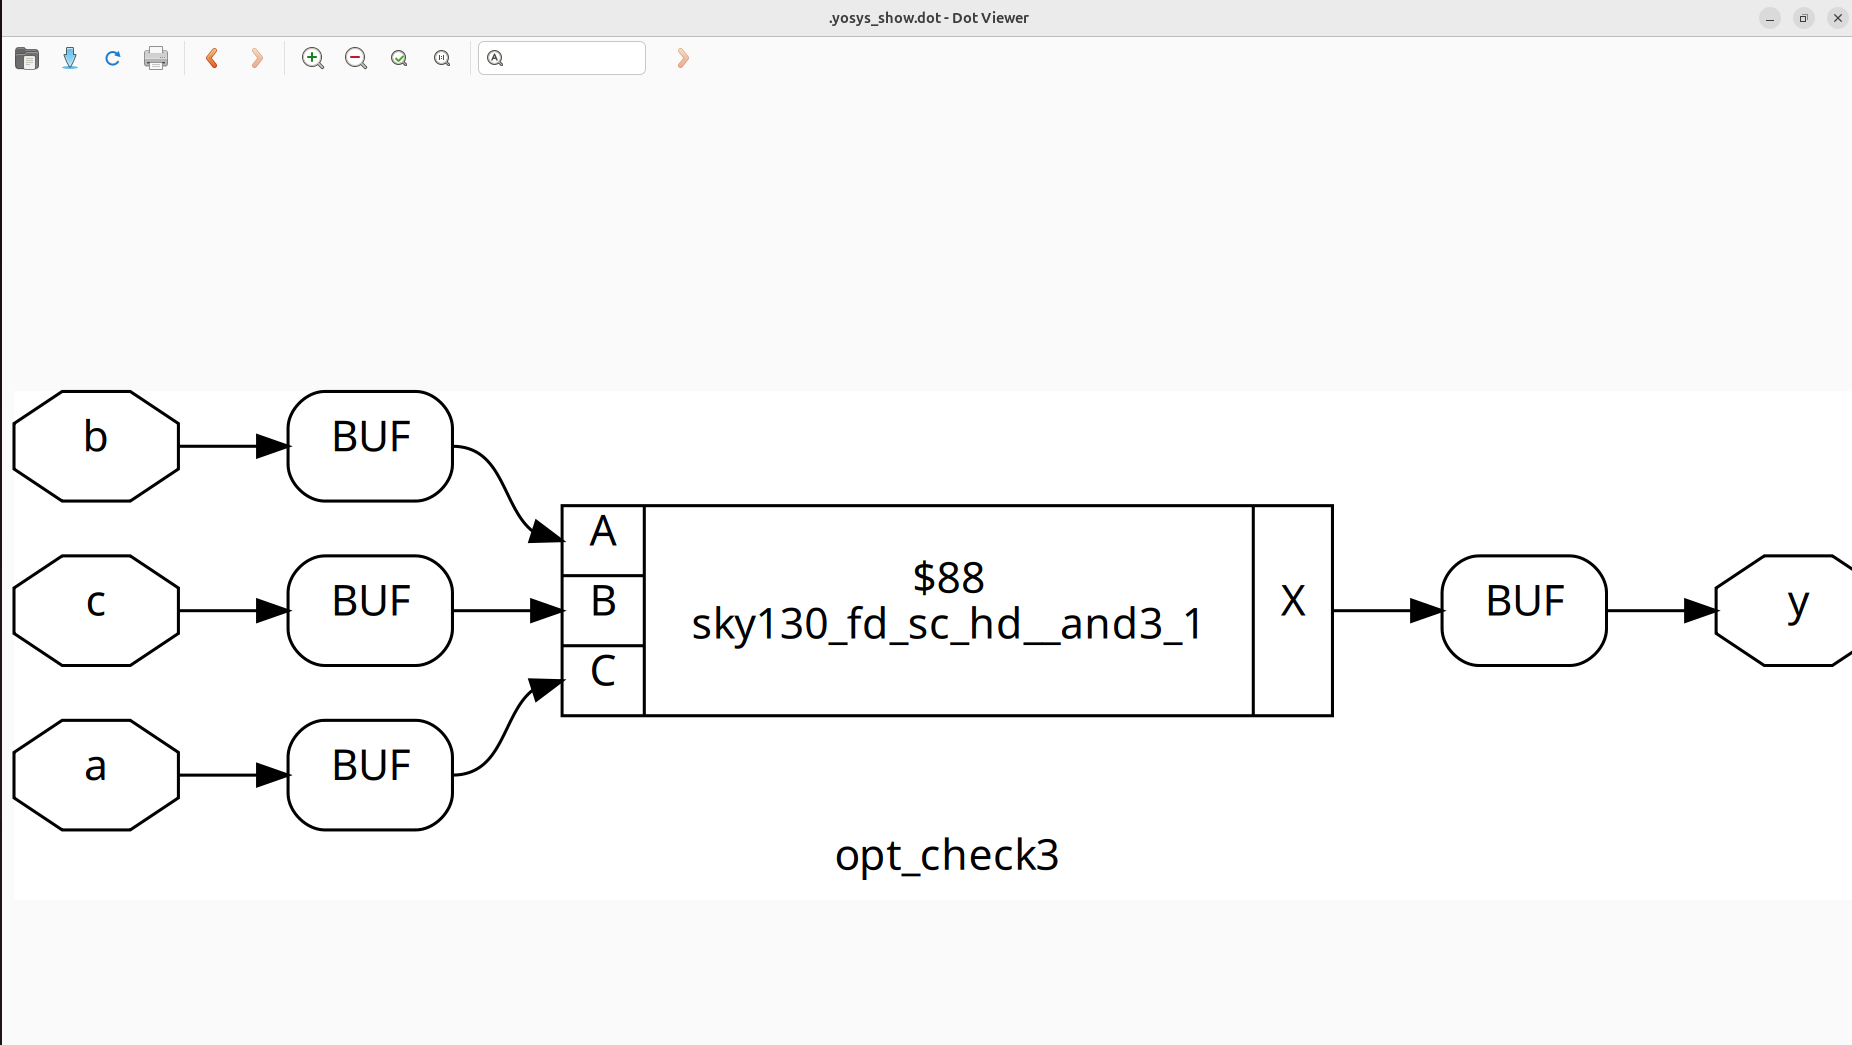 .yosys_show.dot - Dot Viewer
b
BUF
c
BUF
a
BUF
A
B
C
$88
sky130_fd_sc_hd__and3_1
X
BUF
y
opt_check3